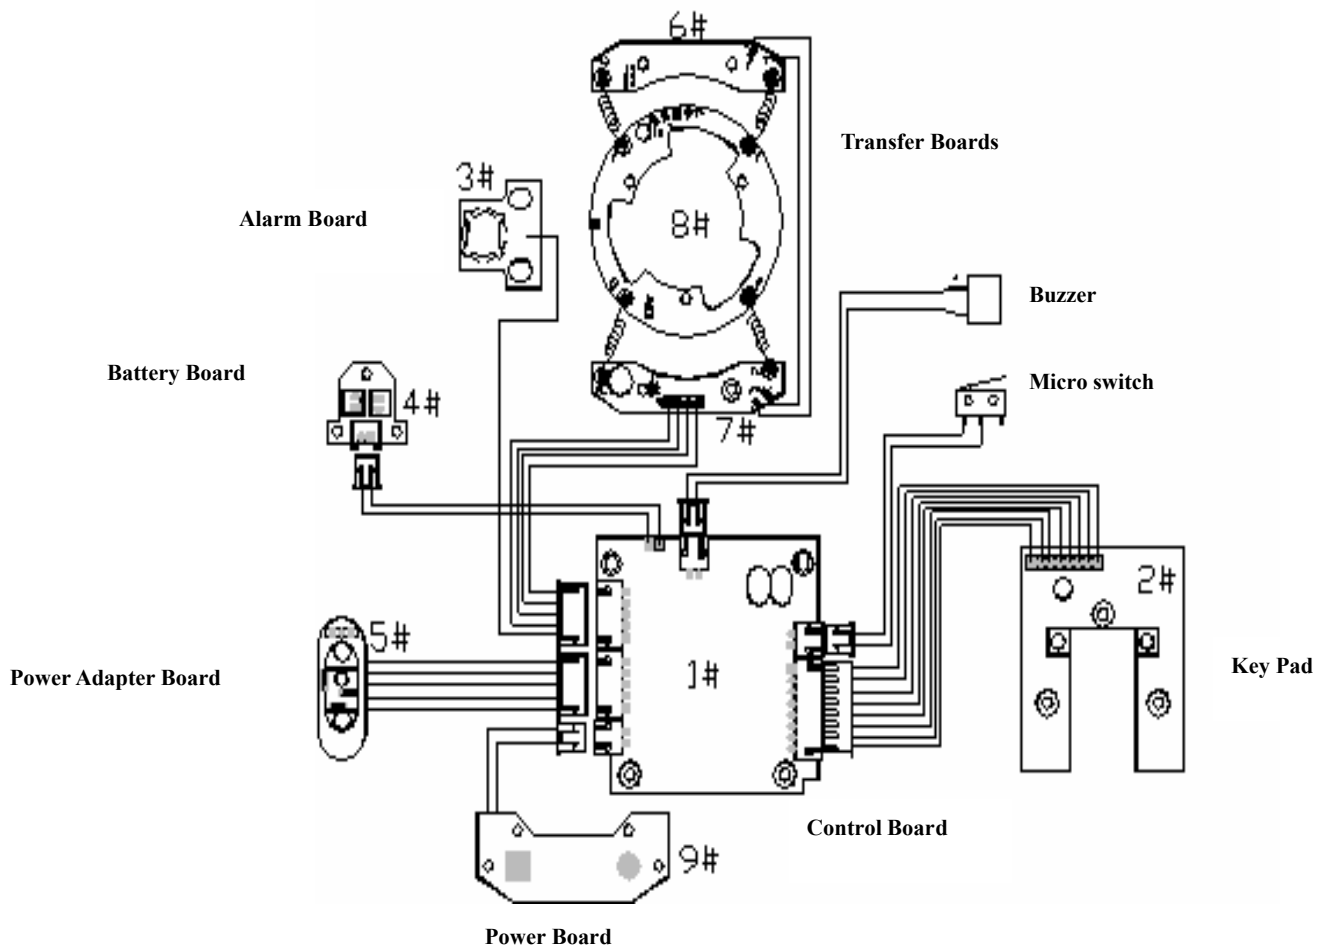 6#
Transfer Boards
3#
Alarm Board
8#
Buzzer
Battery Board
4#
Micro switch
7#
2#
5#
Power Adapter Board
1#
Key Pad
Control Board
9#
Power Board